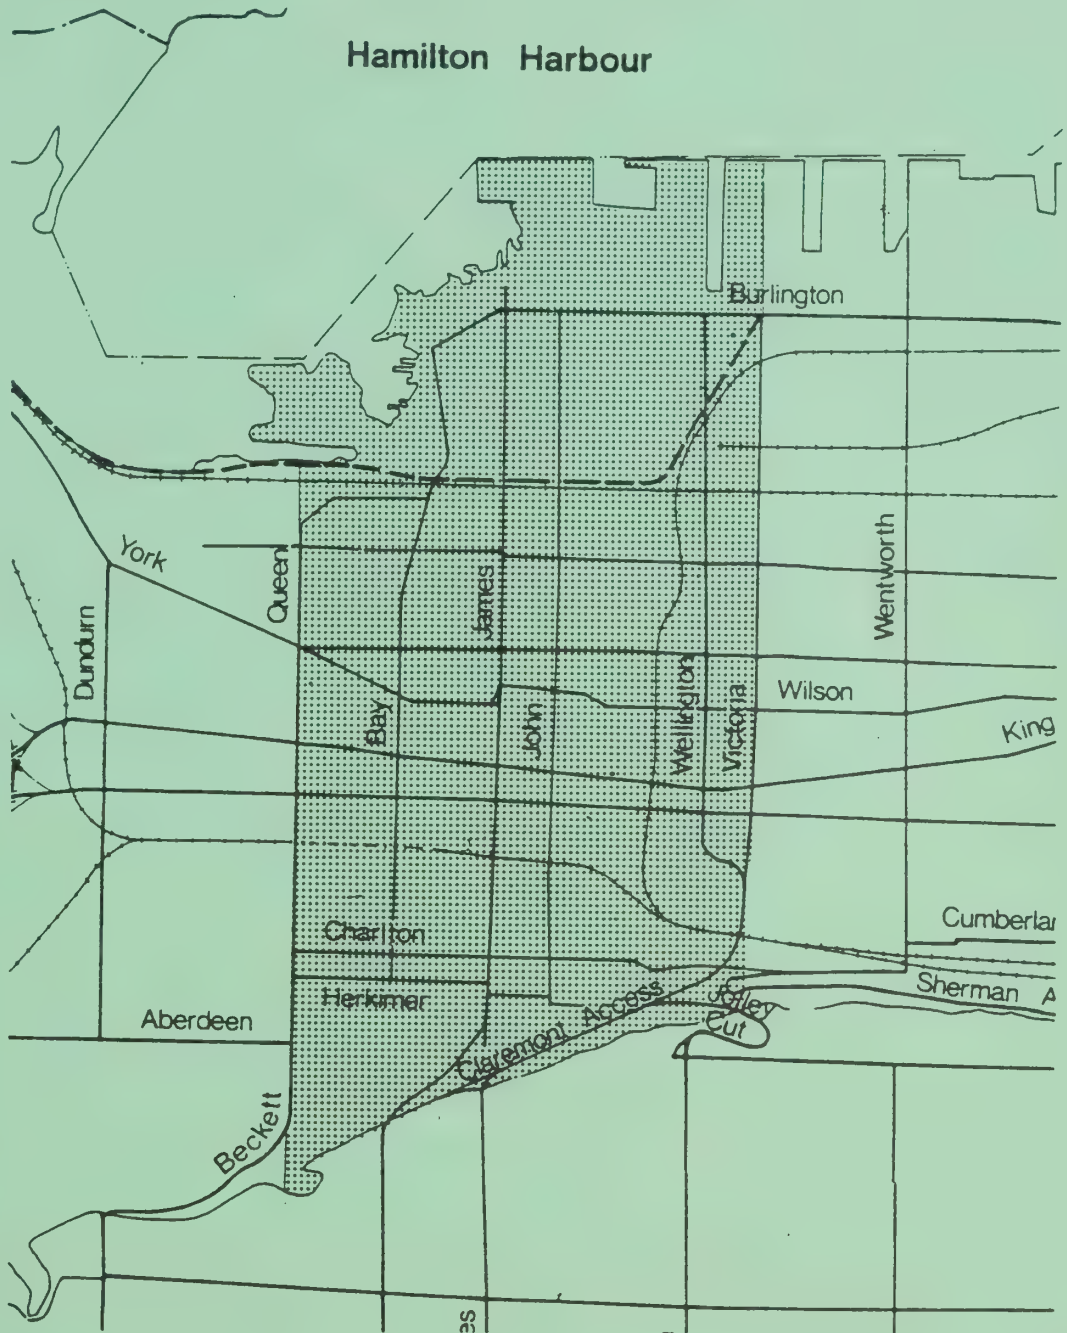 Hamilton Harbour
Burlington
York
Queen
James
Wentworth
Dundurn
Bay
John
Wellington
Victoria
Wilson
King
Charlton
Cumberlan
Herkimer
Claremont Access
Jolley
Cut
Sherman A
Aberdeen
Beckett
es